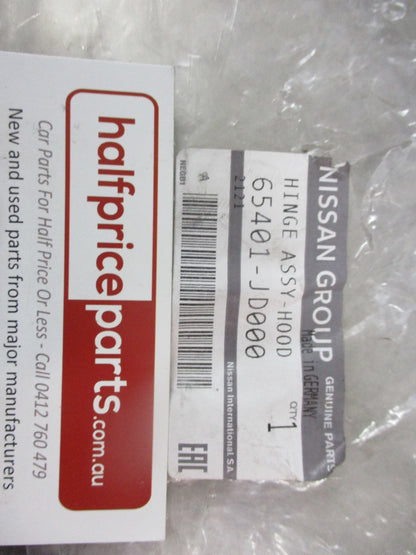 NISSAN GROUP GENUINE PARTS
Made in GERMANY
HINGE ASSY-HOOD QTY 1
65401-JD000
2121
Nissan International. S.A
EAC
halfpriceparts.com.au
Car Parts For Half Price Or Less - Call 0412 760 479
New and used parts from major manufacturers